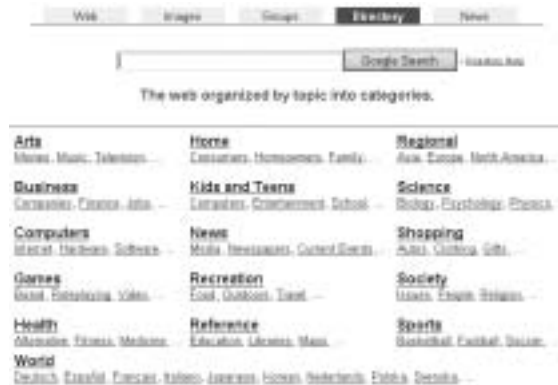 Web Images Groups Directory News
Google Search
The web organized by topic into categories.
Arts
Movies, Music, Television, ...
Home
Consumers, Homeowners, Family, ...
Regional
Asia, Europe, North America, ...
Business
Companies, Finance, Jobs, ...
Kids and Teens
Computers, Entertainment, School, ...
Science
Biology, Psychology, Physics, ...
Computers
Internet, Hardware, Software, ...
News
Media, Newspapers, Current Events, ...
Shopping
Autos, Clothing, Gifts, ...
Games
Board, Roleplaying, Video, ...
Recreation
Food, Outdoors, Travel, ...
Society
Issues, People, Religion, ...
Health
Alternative, Fitness, Medicine, ...
Reference
Education, Libraries, Maps, ...
Sports
Basketball, Football, Soccer, ...
World
Deutsch, Español, Français, Italiano, Japanese, Korean, Nederlands, Polska, Svenska, ...